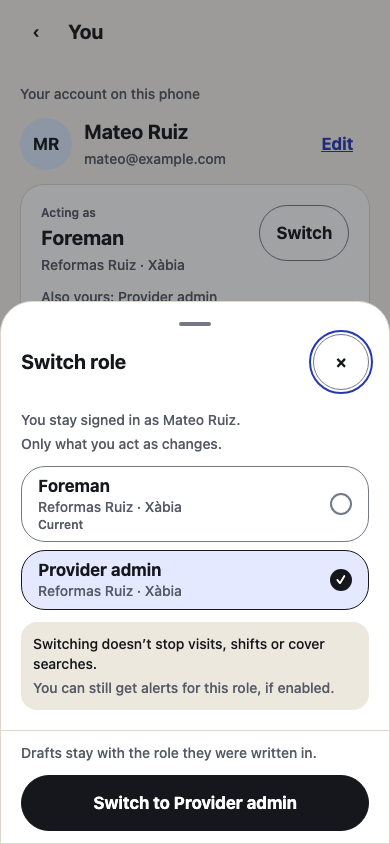 ‹ You
Your account on this phone
MR
Mateo Ruiz
mateo@example.com
Edit
Acting as
Foreman
Reformas Ruiz · Xàbia
Switch
Also yours: Provider admin
Switch role
×
You stay signed in as Mateo Ruiz.
Only what you act as changes.
Foreman
Reformas Ruiz · Xàbia
Current
Provider admin
Reformas Ruiz · Xàbia
Switching doesn’t stop visits, shifts or cover
searches.
You can still get alerts for this role, if enabled.
Drafts stay with the role they were written in.
Switch to Provider admin